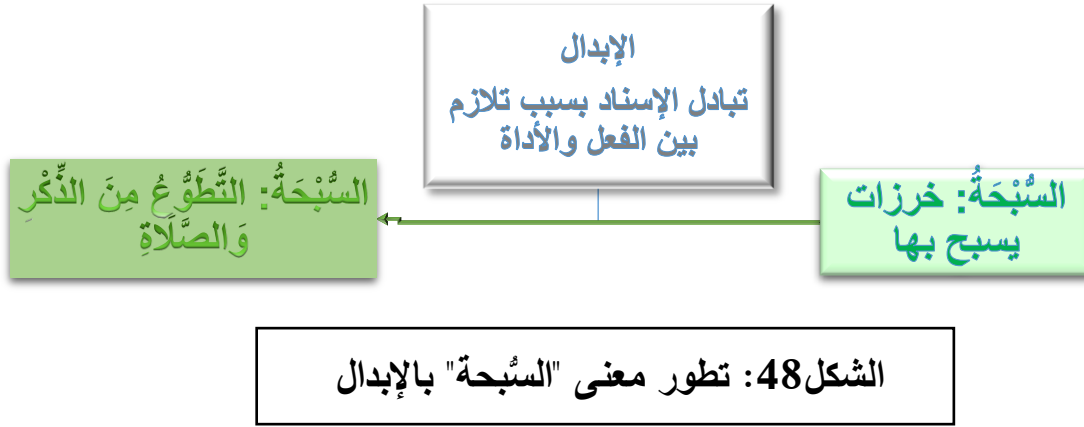 الإبدال
تبادل الإسناد بسبب تلازم
بين الفعل والأداة
السُّبْحَةُ: خرزات
يسبح بها
السُّبْحَةُ: التَّطَوُّعُ مِنَ الذِّكْرِ
وَالصَّلَاةِ
الشكل48: تطور معنى "السُّبحة" بالإبدال